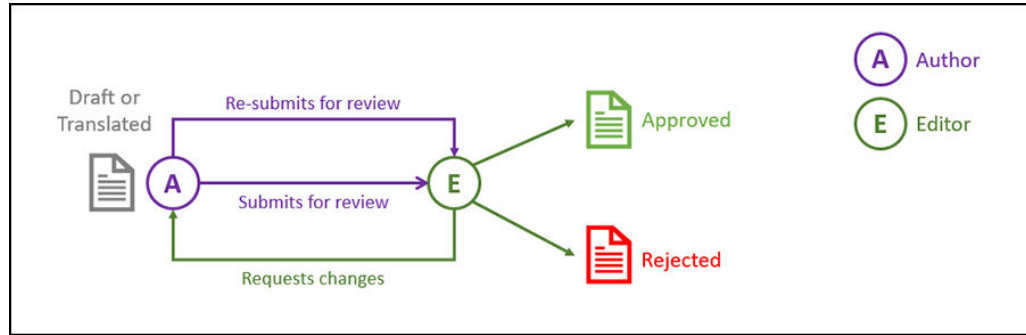 Draft or
Translated
A
Re-submits for review
Submits for review
Requests changes
E
Approved
Rejected
A Author
E Editor